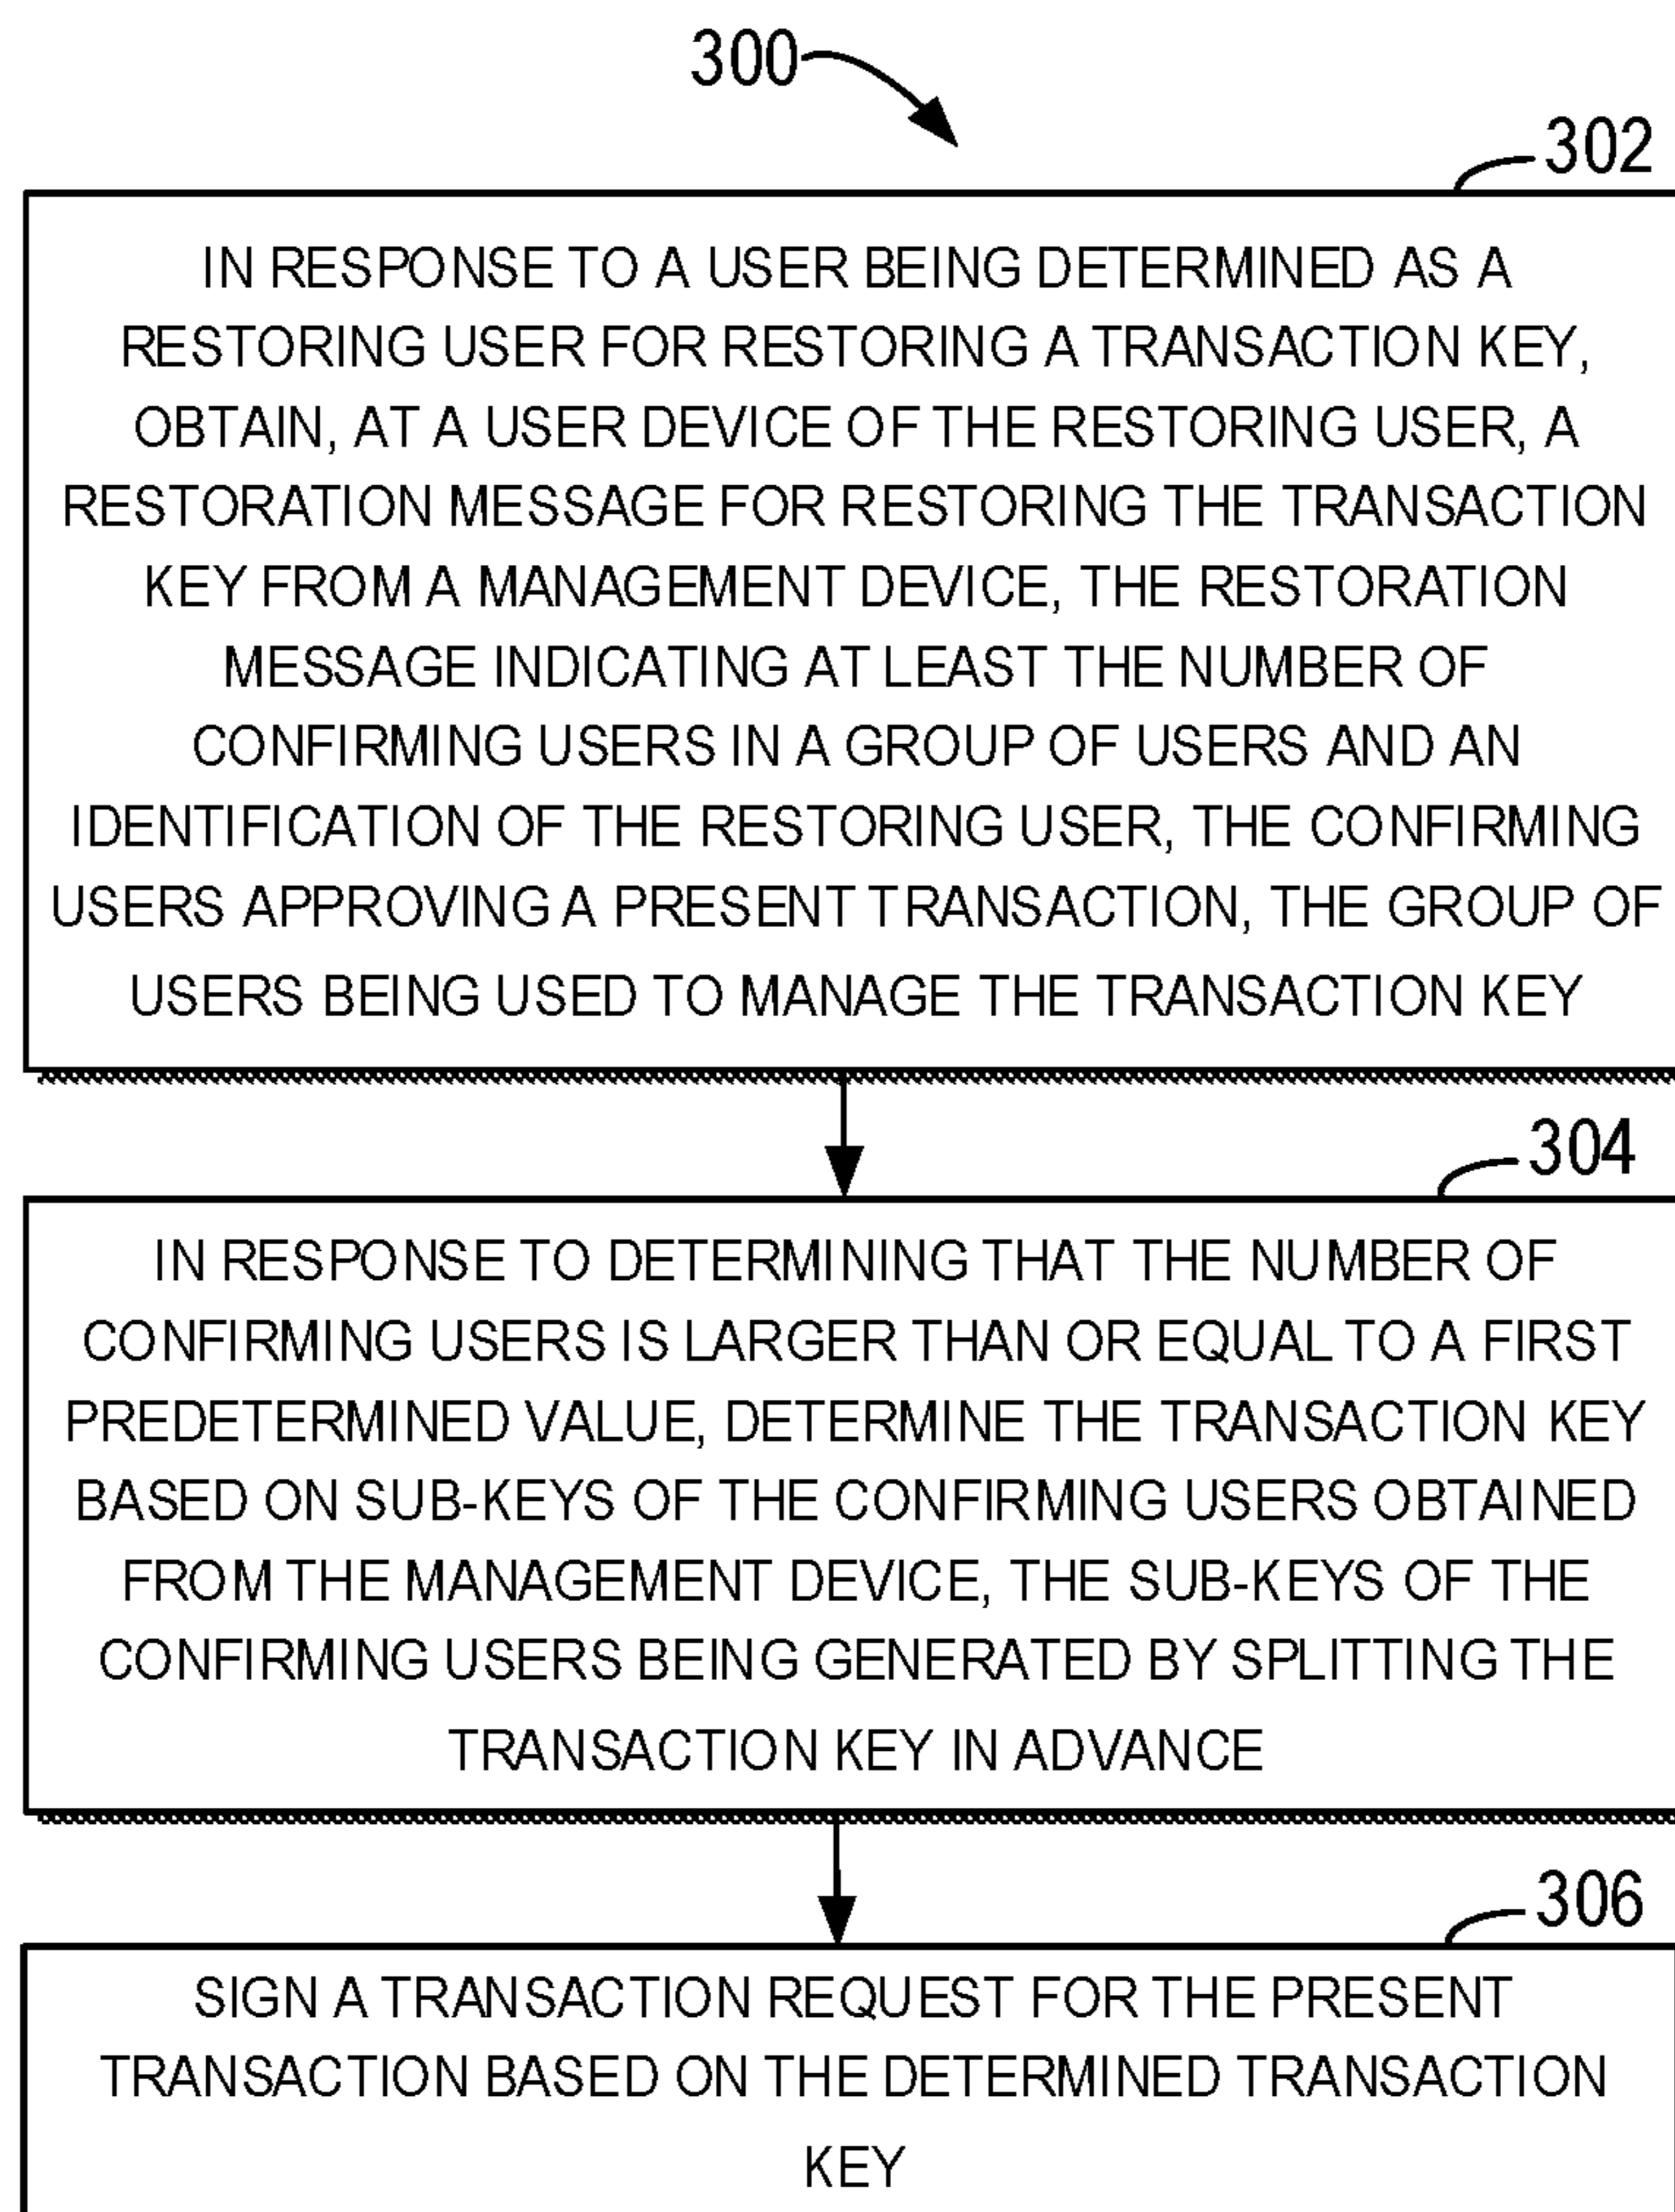 300
302
IN RESPONSE TO A USER BEING DETERMINED AS A
RESTORING USER FOR RESTORING A TRANSACTION KEY,
OBTAIN, AT A USER DEVICE OF THE RESTORING USER, A
RESTORATION MESSAGE FOR RESTORING THE TRANSACTION
KEY FROM A MANAGEMENT DEVICE, THE RESTORATION
MESSAGE INDICATING AT LEAST THE NUMBER OF
CONFIRMING USERS IN A GROUP OF USERS AND AN
IDENTIFICATION OF THE RESTORING USER, THE CONFIRMING
USERS APPROVING A PRESENT TRANSACTION, THE GROUP OF
USERS BEING USED TO MANAGE THE TRANSACTION KEY
304
IN RESPONSE TO DETERMINING THAT THE NUMBER OF
CONFIRMING USERS IS LARGER THAN OR EQUAL TO A FIRST
PREDETERMINED VALUE, DETERMINE THE TRANSACTION KEY
BASED ON SUB-KEYS OF THE CONFIRMING USERS OBTAINED
FROM THE MANAGEMENT DEVICE, THE SUB-KEYS OF THE
CONFIRMING USERS BEING GENERATED BY SPLITTING THE
TRANSACTION KEY IN ADVANCE
306
SIGN A TRANSACTION REQUEST FOR THE PRESENT
TRANSACTION BASED ON THE DETERMINED TRANSACTION
KEY